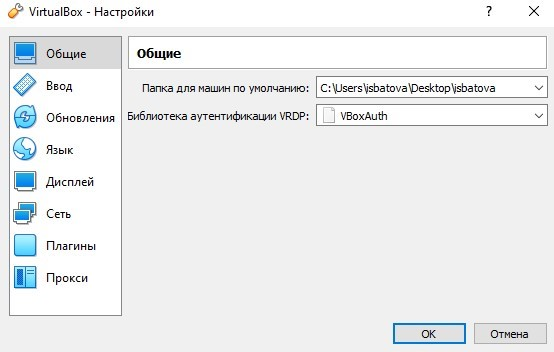 VirtualBox - Настройки
?
Общие
Ввод
Обновления
Язык
Дисплей
Сеть
Плагины
Прокси
Общие
Папка для машин по умолчанию: C:\Users\jsbatova\Desktop\jsbatova
Библиотека аутентификации VRDP: VBoxAuth
OK
Отмена